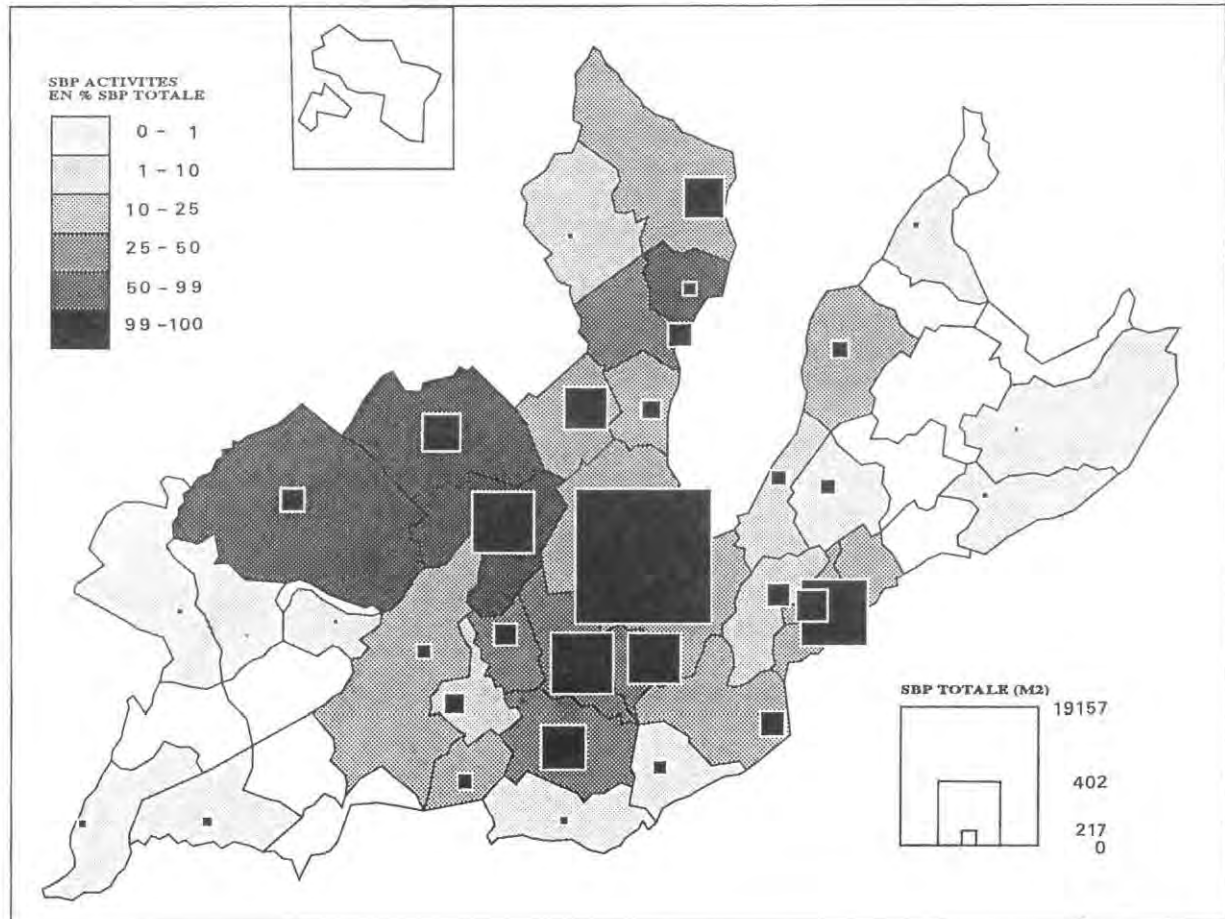 SBP ACTIVITES
EN % SBP TOTALE
0 - 1
1 - 10
10 - 25
25 - 50
50 - 99
99 -100
SBP TOTALE (M2)
19157
402
217
0